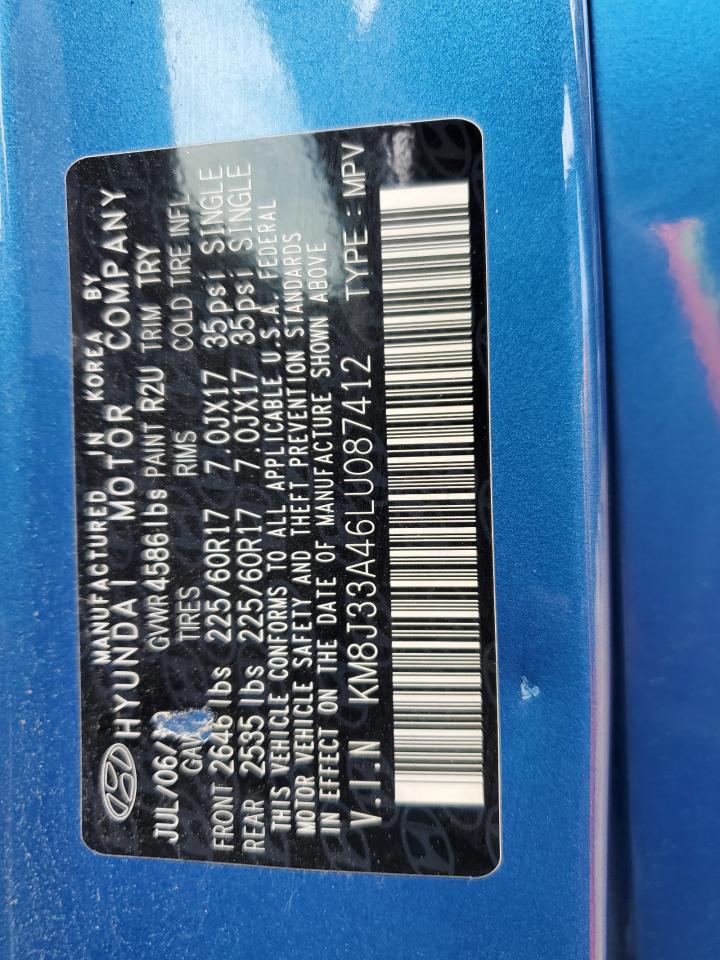 MANUFACTURED IN KOREA BY
HYUNDAI MOTOR COMPANY
JUL/06/ GVWR 4586 lbs PAINT R2U TRIM TRY
TIRES RIMS COLD TIRE INFL
FRONT 2646 lbs 225/60R17 7.0JX17 35psi SINGLE
REAR 2535 lbs 225/60R17 7.0JX17 35psi SINGLE
THIS VEHICLE CONFORMS TO ALL APPLICABLE U.S.A. FEDERAL
MOTOR VEHICLE SAFETY AND THEFT PREVENTION STANDARDS
IN EFFECT ON THE DATE OF MANUFACTURE SHOWN ABOVE
V.I.N KM8J33A46LU087412 TYPE : MPV